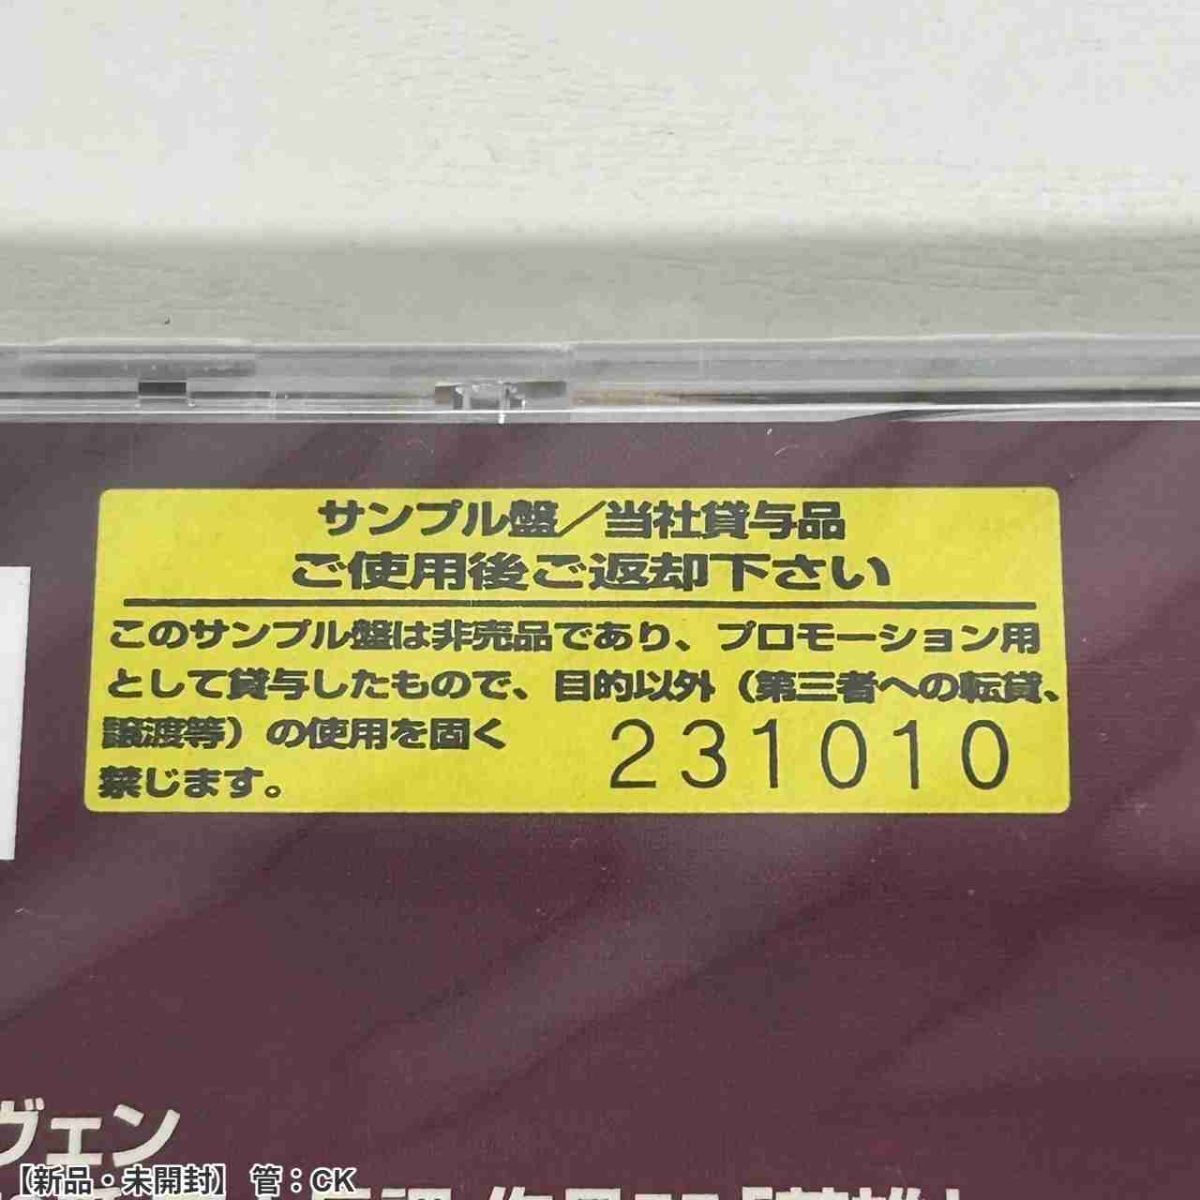 サンプル盤／当社貸与品
ご使用後ご返却下さい
このサンプル盤は非売品であり、プロモーション用
として貸与したもので、目的以外（第三者への転貸、
譲渡等）の使用を固く
禁じます。
231010
ヴェン
【新品・未開封】 管：CK